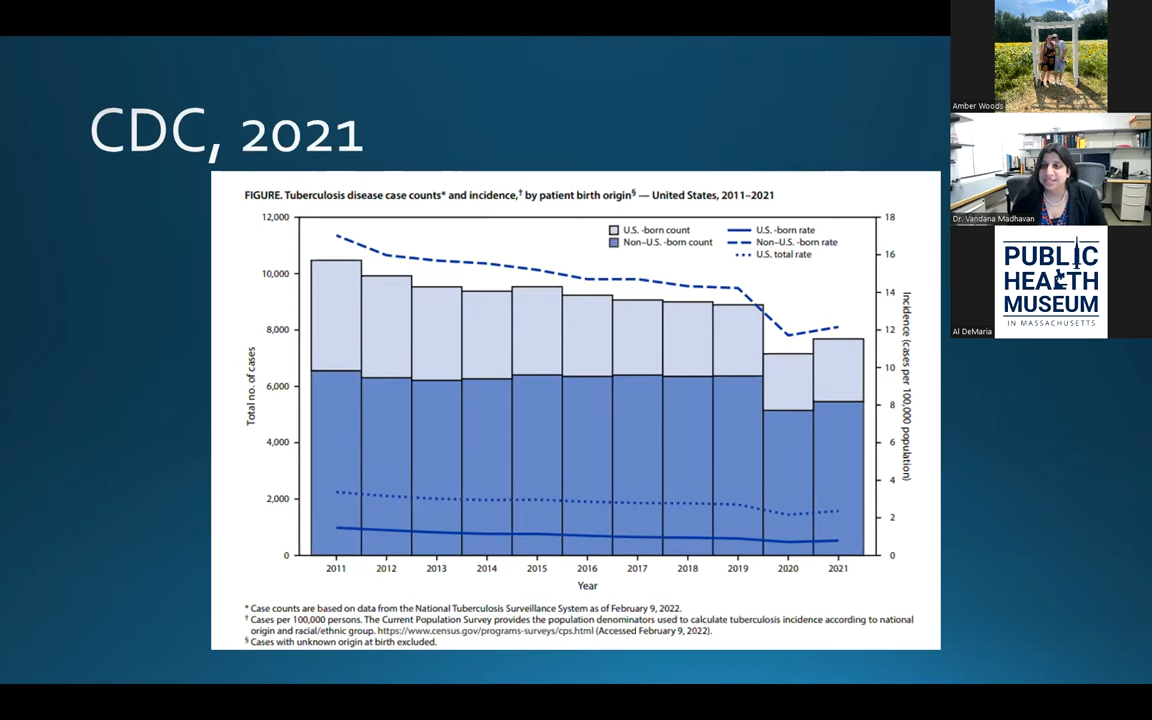 CDC, 2021
FIGURE. Tuberculosis disease case counts* and incidence,† by patient birth origin§ — United States, 2011–2021
12,000
10,000
8,000
6,000
4,000
2,000
0
Total no. of cases
U.S. -born count
Non–U.S. -born count
U.S. -born rate
Non–U.S. -born rate
U.S. total rate
18
16
14
12
10
8
6
4
2
0
Incidence (cases per 100,000 population)
2011 2012 2013 2014 2015 2016 2017 2018 2019 2020 2021
Year
* Case counts are based on data from the National Tuberculosis Surveillance System as of February 9, 2022.
† Cases per 100,000 persons. The Current Population Survey provides the population denominators used to calculate tuberculosis incidence according to national
origin and racial/ethnic group. https://www.census.gov/programs-surveys/cps.html (Accessed February 9, 2022).
§ Cases with unknown origin at birth excluded.
Amber Woods
Dr. Vandana Madhavan
PUBLIC
HEALTH
MUSEUM
IN MASSACHUSETTS
Al DeMaria